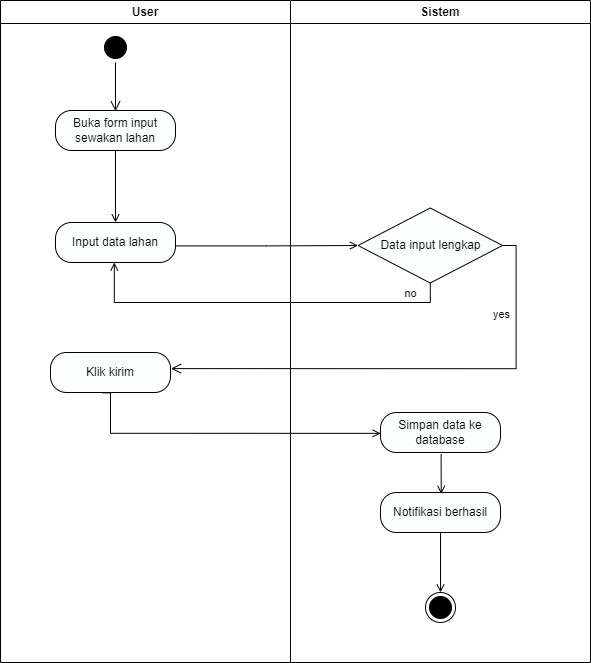 User
Sistem
Buka form input
sewakan lahan
Input data lahan
Data input lengkap
no
yes
Klik kirim
Simpan data ke
database
Notifikasi berhasil